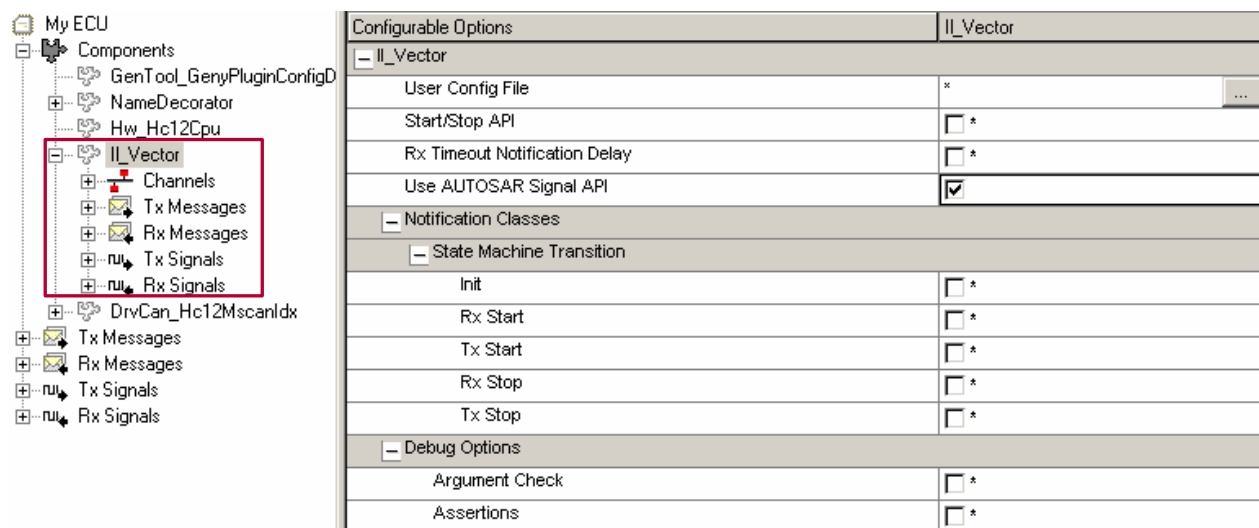 My ECU
Components
GenTool_GenyPluginConfigD
NameDecorator
Hw_Hc12Cpu
Il_Vector
Channels
Tx Messages
Rx Messages
Tx Signals
Rx Signals
DrvCan_Hc12MscanIdx
Tx Messages
Rx Messages
Tx Signals
Rx Signals
Configurable Options Il_Vector
Il_Vector
User Config File * ...
Start/Stop API *
Rx Timeout Notification Delay *
Use AUTOSAR Signal API
Notification Classes
State Machine Transition
Init *
Rx Start *
Tx Start *
Rx Stop *
Tx Stop *
Debug Options
Argument Check *
Assertions *